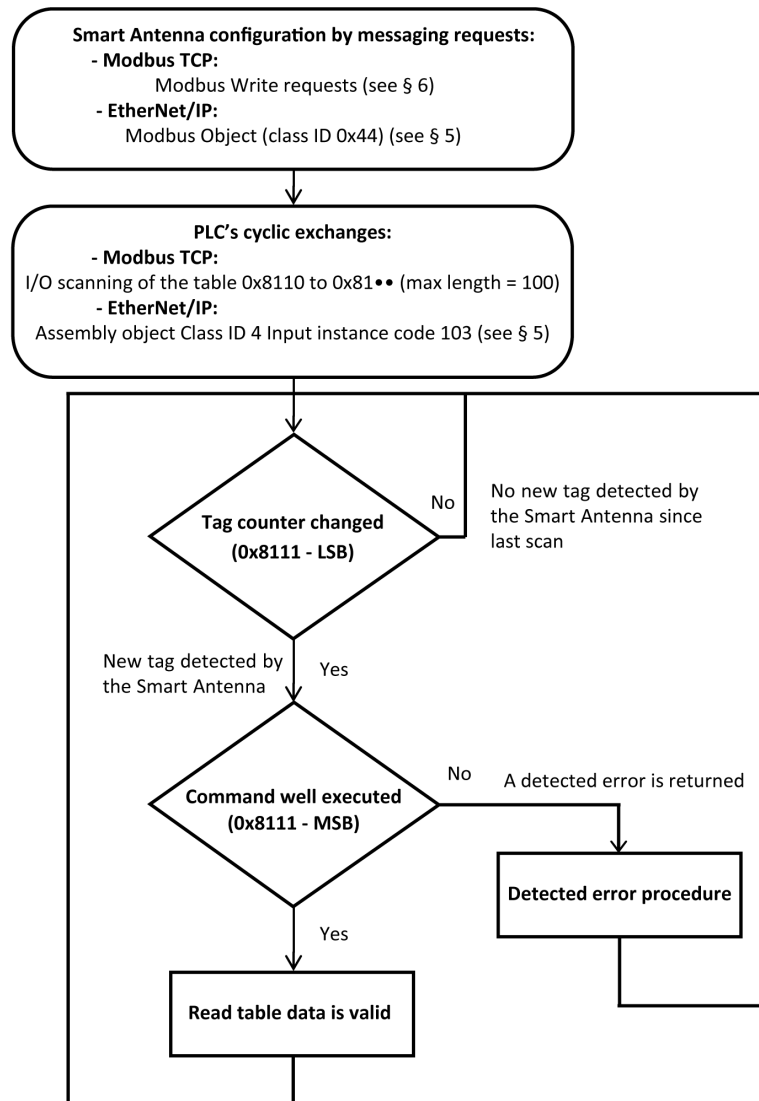 Smart Antenna configuration by messaging requests:
- Modbus TCP:
Modbus Write requests (see § 6)
- EtherNet/IP:
Modbus Object (class ID 0x44) (see § 5)
PLC's cyclic exchanges:
- Modbus TCP:
I/O scanning of the table 0x8110 to 0x81•• (max length = 100)
- EtherNet/IP:
Assembly object Class ID 4 Input instance code 103 (see § 5)
No
No new tag detected by
the Smart Antenna since
last scan
Tag counter changed
(0x8111 - LSB)
New tag detected by
the Smart Antenna
Yes
No
A detected error is returned
Command well executed
(0x8111 - MSB)
Detected error procedure
Yes
Read table data is valid